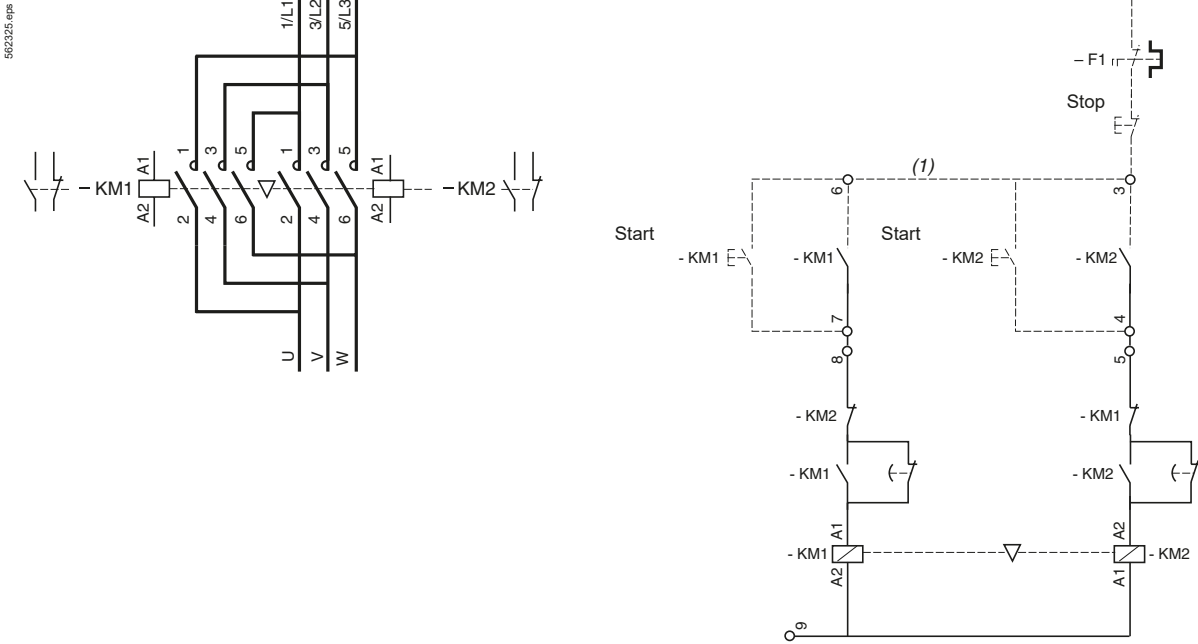 562325.eps
1/L1
3/L2
5/L3
1
3
5
1
3
5
A1
A1
– KM1
– KM2
A2
A2
2
4
6
2
4
6
U
V
W
– F1
Stop
(1)
6
3
Start
Start
- KM1
- KM1
- KM2
- KM2
7
4
8
5
- KM2
- KM1
- KM1
- KM2
A1
A2
- KM1
- KM2
A2
A1
9